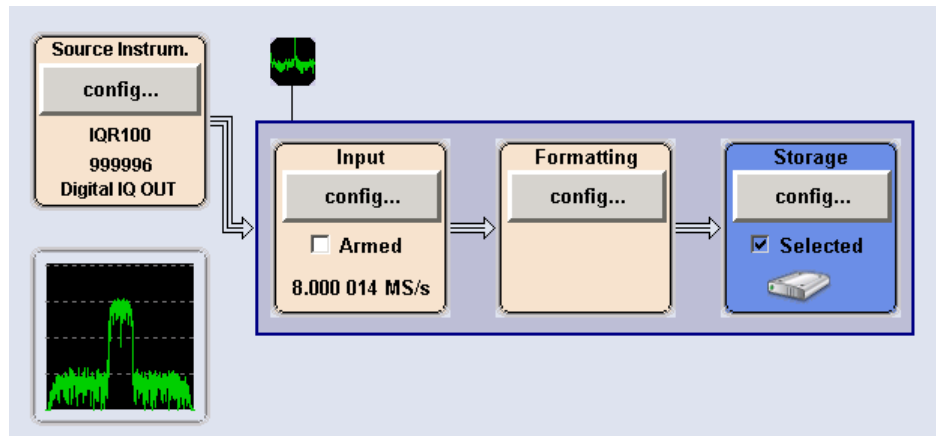 Source Instrum.
config...
IQR100
999996
Digital IQ OUT
Input
config...
Armed
8.000 014 MS/s
Formatting
config...
Storage
config...
Selected